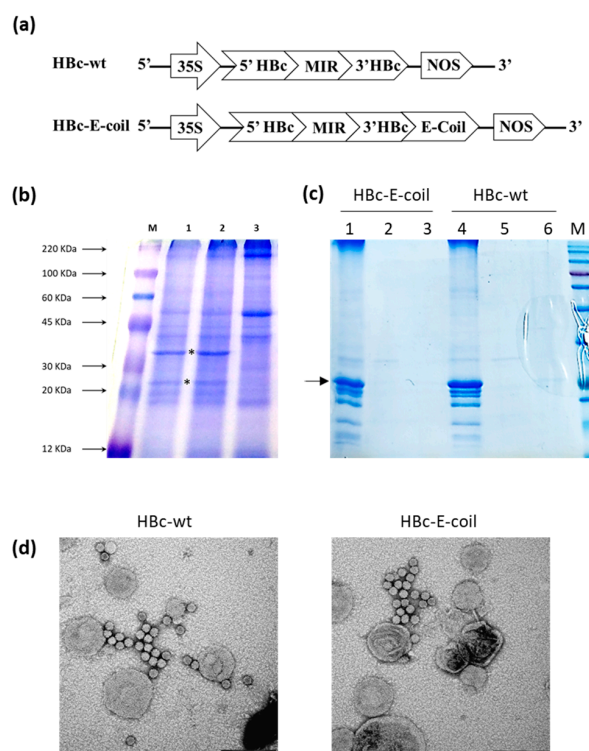 (a)
HBc-wt 5' 35S 5' HBc MIR 3'HBc NOS 3'
HBc-E-coil 5' 35S 5' HBc MIR 3'HBc E-Coil NOS 3'
(b)
M 1 2 3
220 KDa
100 KDa
60 KDa
45 KDa
30 KDa
20 KDa
12 KDa
*
*
(c)
HBc-E-coil HBc-wt
1 2 3 4 5 6 M
(d)
HBc-wt HBc-E-coil